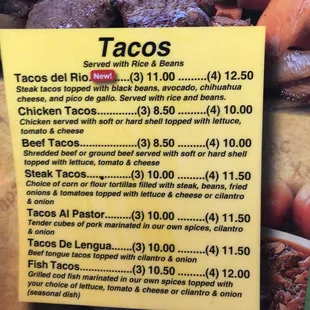 Tacos
Served with Rice & Beans
Tacos del Rio New!....(3) 11.00 .........(4) 12.50
Steak tacos topped with black beans, avocado, chihuahua
cheese, and pico de gallo. Served with rice and beans.
Chicken Tacos............(3) 8.50 .........(4) 10.00
Chicken served with soft or hard shell topped with lettuce,
tomato & cheese
Beef Tacos.................(3) 8.50 .........(4) 10.00
Shredded beef or ground beef served with soft or hard shell
topped with lettuce, tomato & cheese
Steak Tacos..............(3) 10.00 .........(4) 11.50
Choice of corn or flour tortillas filled with steak, beans, fried
onions & tomatoes topped with lettuce & cheese or cilantro
& onion
Tacos Al Pastor..........(3) 10.00 .........(4) 11.50
Tender cubes of pork marinated in our own spices, cilantro
& onion
Tacos De Lengua........(3) 10.00 .........(4) 11.50
Beef tongue tacos topped with cilantro & onion
Fish Tacos.................(3) 10.50 .........(4) 12.00
Grilled cod fish marinated in our own spices topped with
your choice of lettuce, tomato & cheese or cilantro & onion
(seasonal dish)